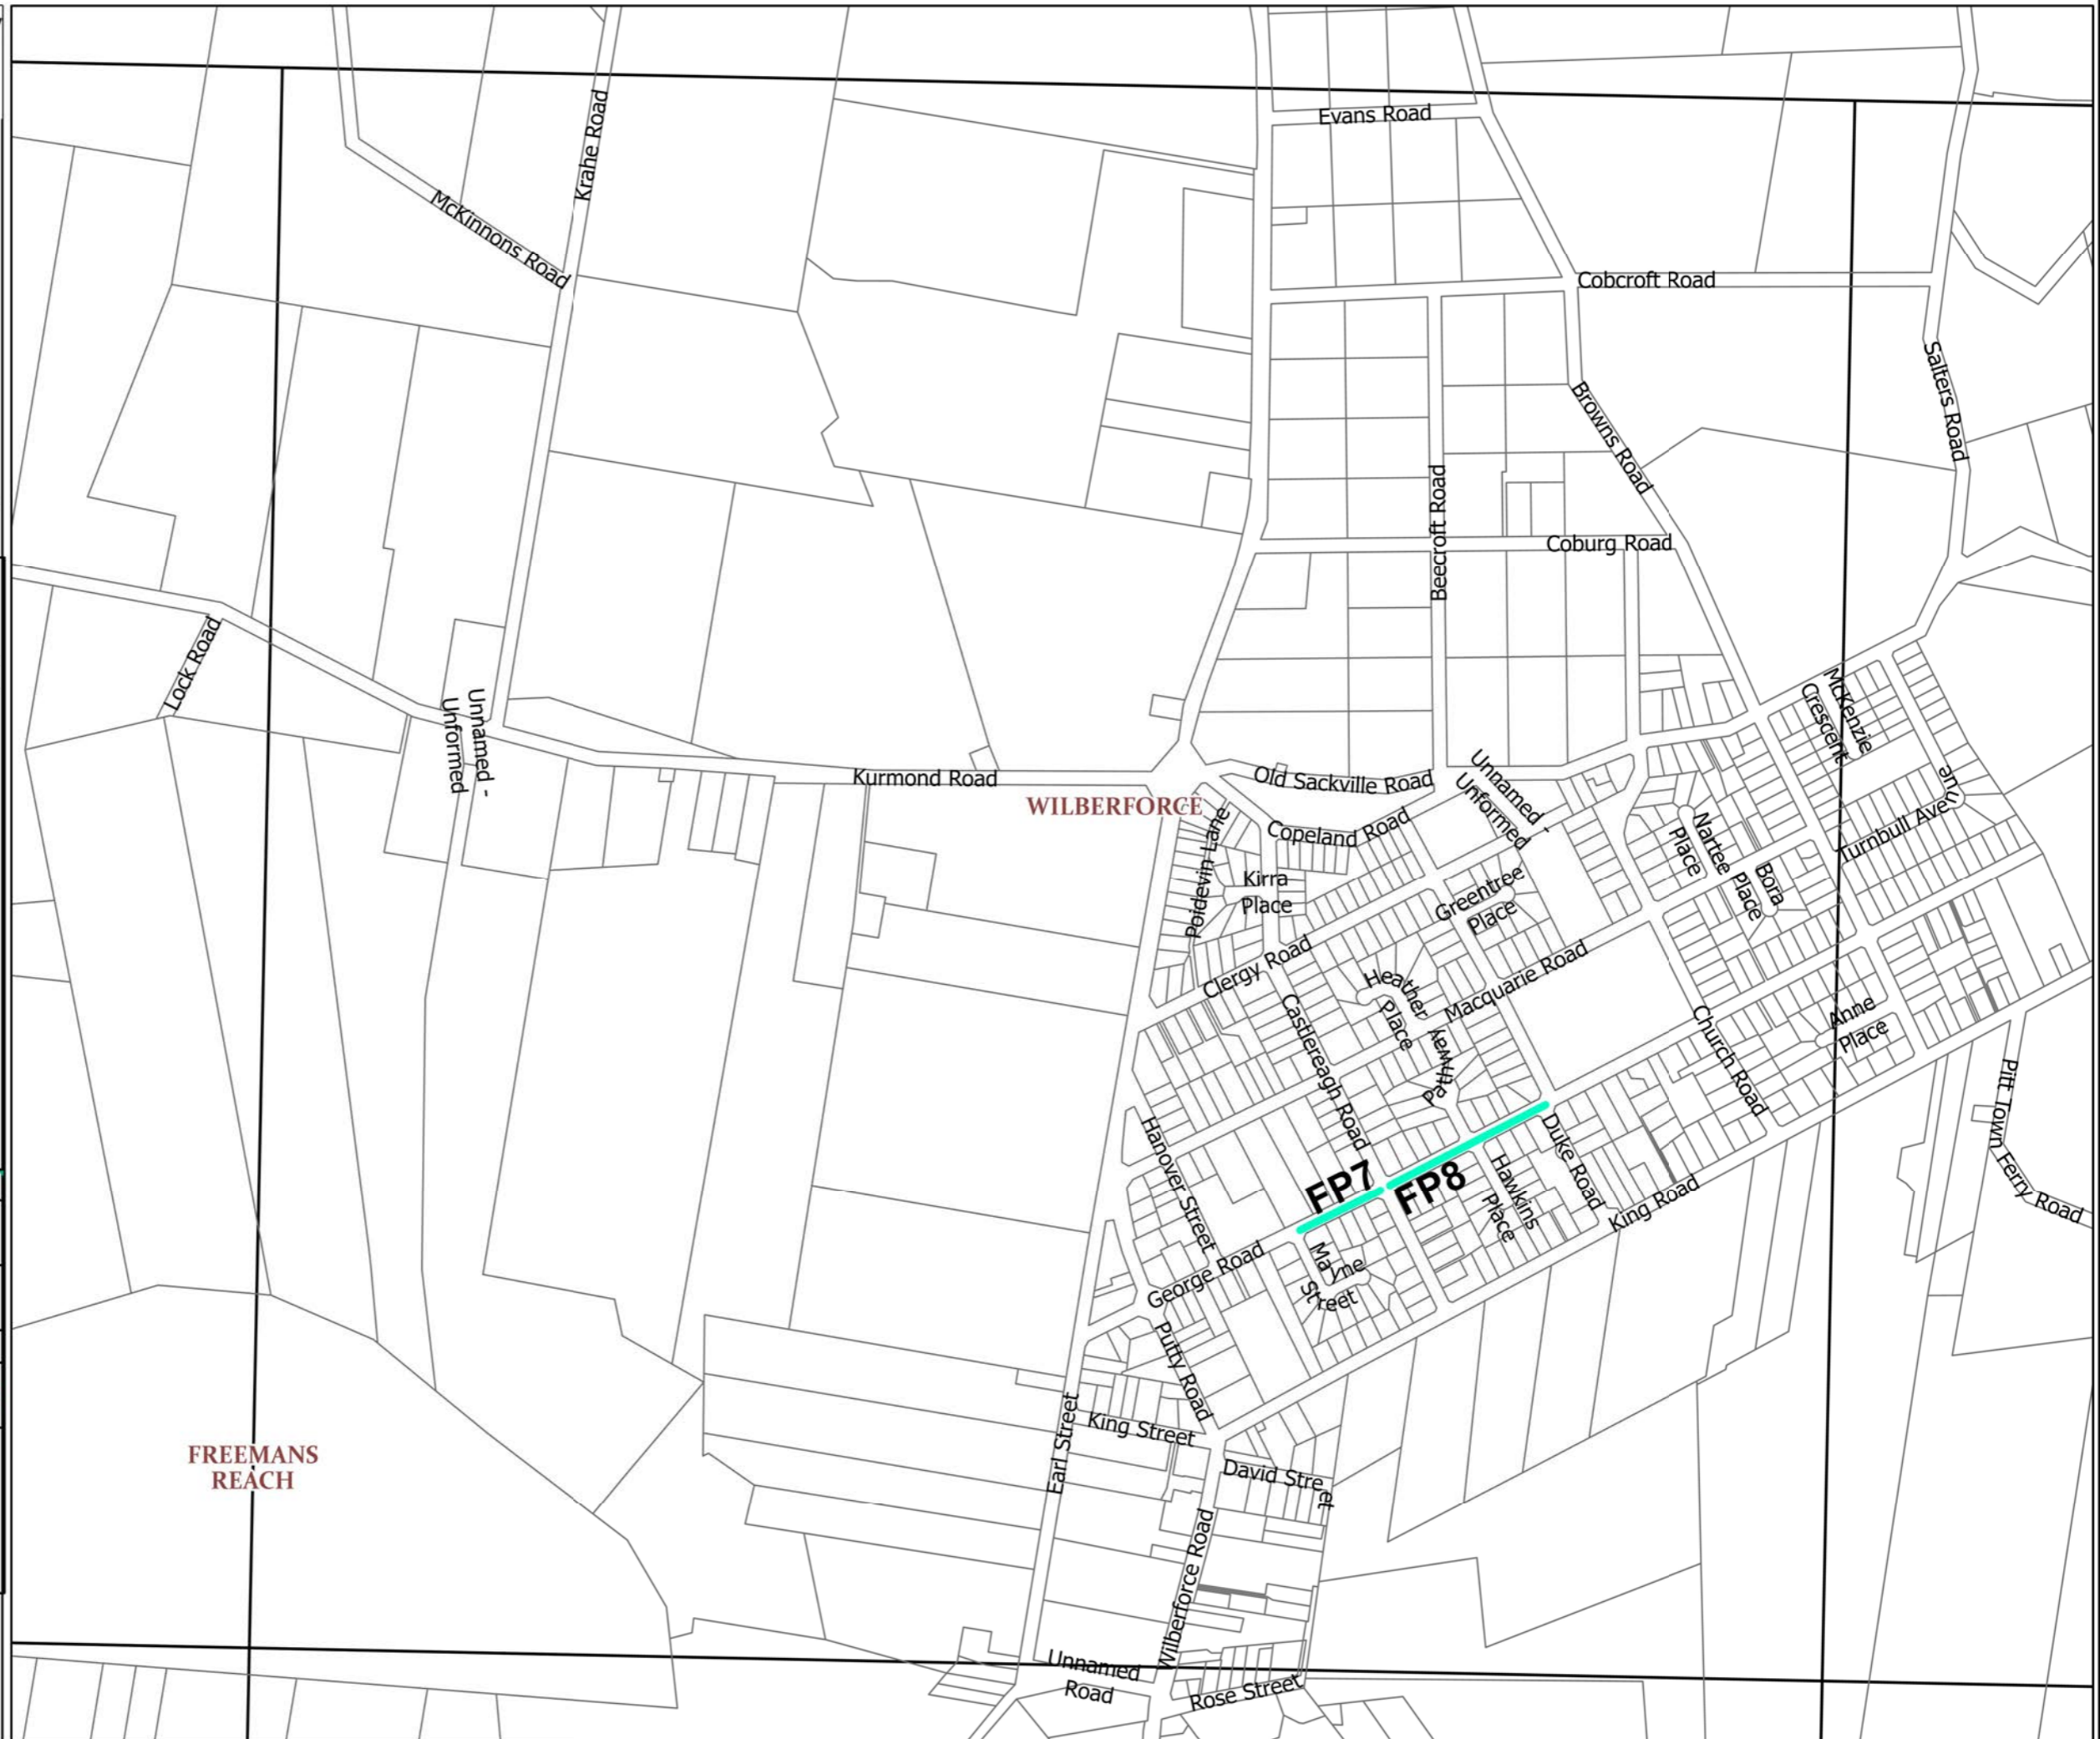 Evans Road
Krahe Road
McKinnons Road
Cobcroft Road
Salters Road
Browns Road
Beecroft Road
Coburg Road
Lock Road
Unnamed -
Unformed
McKenzie
Crescent
Kurmond Road
WILBERFORCE
Old Sackville Road
Unnamed -
Unformed
Copeland Road
Turnbull Avenue
Poidevin Lane
Kirra
Place
Greentree
Place
Nartee
Place
Bora
Place
Clergy Road
Heather
Place
Macquarie Road
Castlereagh Road
Pathway
Church Road
Anne
Place
Pitt Town Ferry Road
Hanover Street
Duke Road
FP7
FP8
Hawkins
Place
King Road
George Road
Mayne
Street
Putty Road
King Street
Earl Street
David Street
FREEMANS
REACH
Wilberforce Road
Unnamed
Road
Rose Street